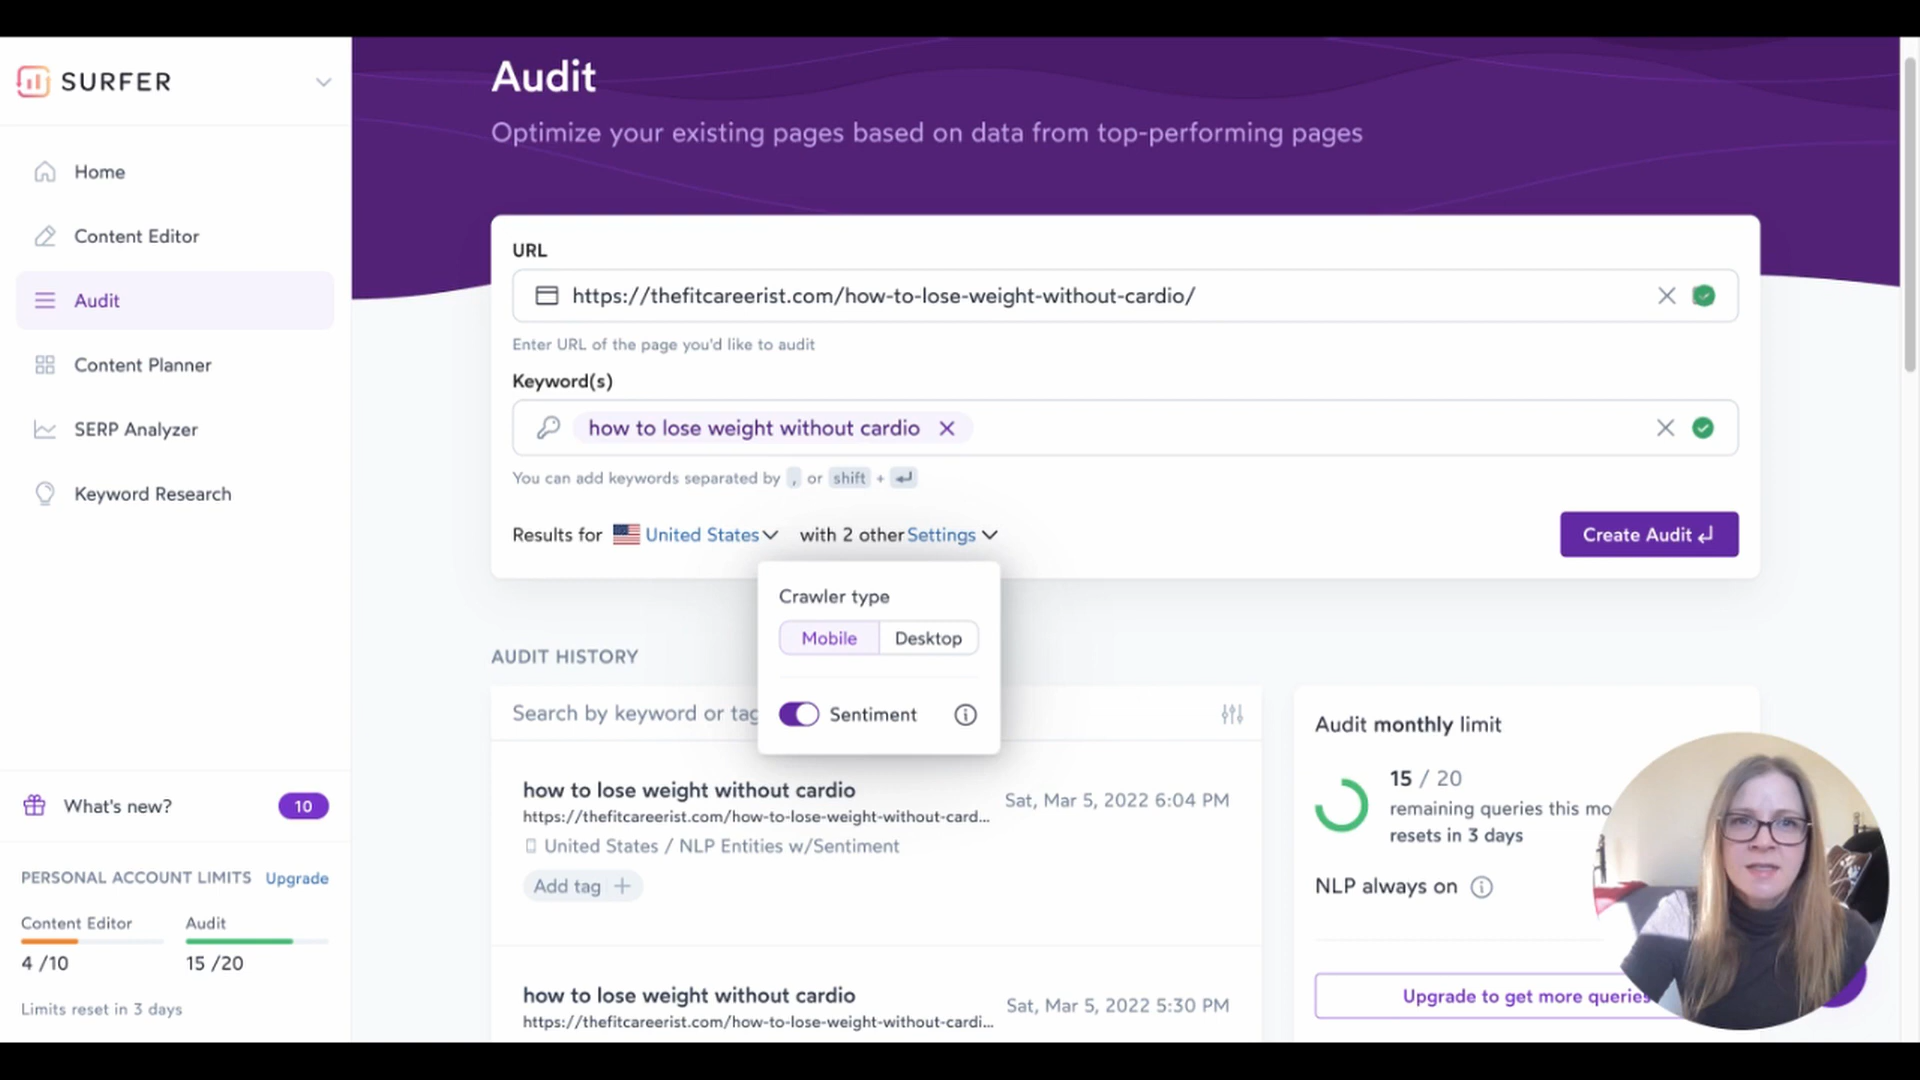 SURFER
Home
Content Editor
Audit
Content Planner
SERP Analyzer
Keyword Research
What's new?
10
PERSONAL ACCOUNT LIMITS Upgrade
Content Editor Audit
4 /10 15 /20
Limits reset in 3 days
Audit
Optimize your existing pages based on data from top-performing pages
URL
https://thefitcareerist.com/how-to-lose-weight-without-cardio/
Enter URL of the page you'd like to audit
Keyword(s)
how to lose weight without cardio
You can add keywords separated by , or shift +
Results for United States with 2 other Settings
Create Audit
Crawler type
Mobile Desktop
Sentiment
AUDIT HISTORY
Search by keyword or tag
how to lose weight without cardio
https://thefitcareerist.com/how-to-lose-weight-without-card...
Sat, Mar 5, 2022 6:04 PM
United States / NLP Entities w/Sentiment
Add tag +
how to lose weight without cardio
https://thefitcareerist.com/how-to-lose-weight-without-cardi...
Sat, Mar 5, 2022 5:30 PM
Audit monthly limit
15 / 20
remaining queries this mo
resets in 3 days
NLP always on
Upgrade to get more queries